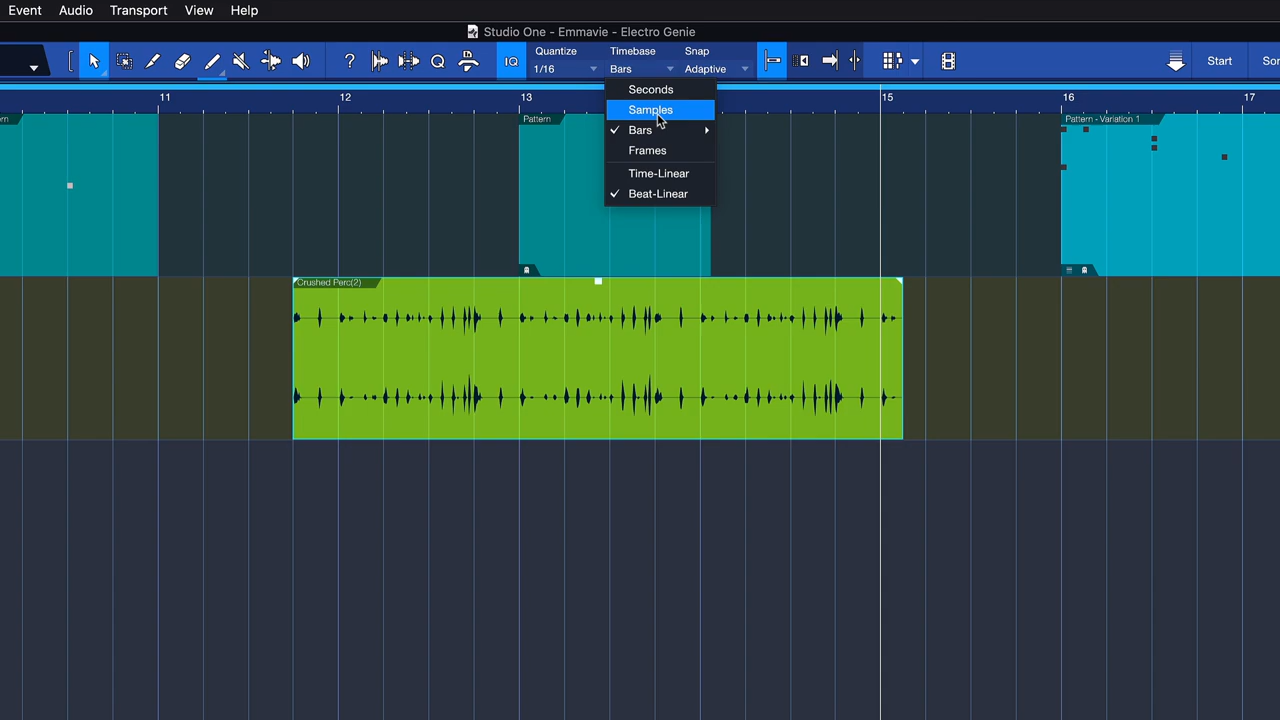 Event Audio Transport View Help
Studio One - Emmavie - Electro Genie
Quantize Timebase Snap
? Q IQ 1/16 Bars Adaptive Start
11 12 13 15 16 17
Seconds
Samples
Bars
Frames
Time-Linear
Beat-Linear
Pattern Pattern - Variation 1
Crushed Perc(2)